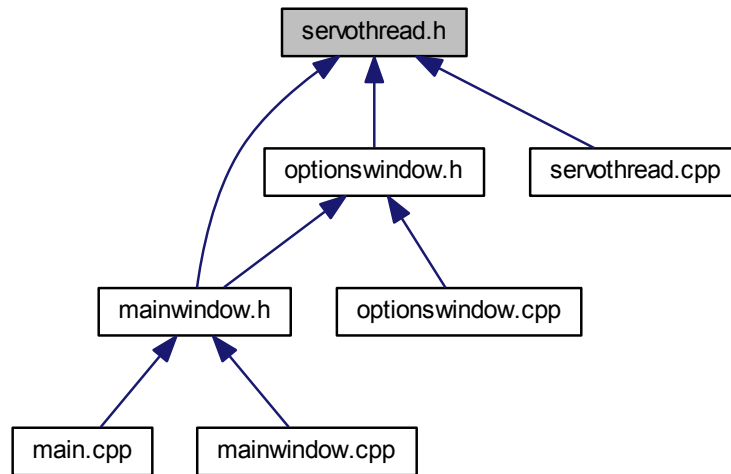 servothread.h
optionswindow.h
servothread.cpp
mainwindow.h
optionswindow.cpp
main.cpp
mainwindow.cpp